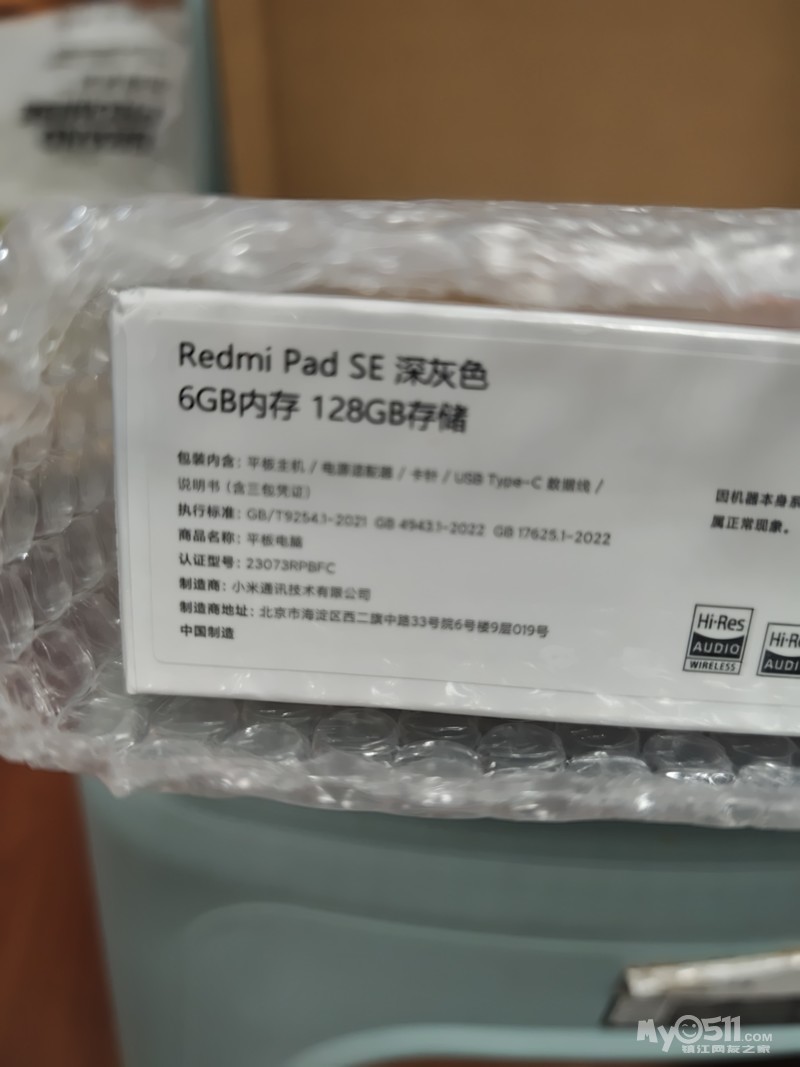 Redmi Pad SE 深灰色
6GB内存 128GB存储
包装内含：平板主机 / 电源适配器 / 卡针 / USB Type-C 数据线 /
说明书（含三包凭证）
执行标准：GB/T9254.1-2021 GB 4943.1-2022 GB 17625.1-2022
商品名称：平板电脑
认证型号：23073RPBFC
制造商：小米通讯技术有限公司
制造商地址：北京市海淀区西二旗中路33号院6号楼9层019号
中国制造
因机器本身系
属正常现象。
Hi-Res
AUDIO
WIRELESS
Hi-Re
AUDI
My0511.COM
镇江网友之家